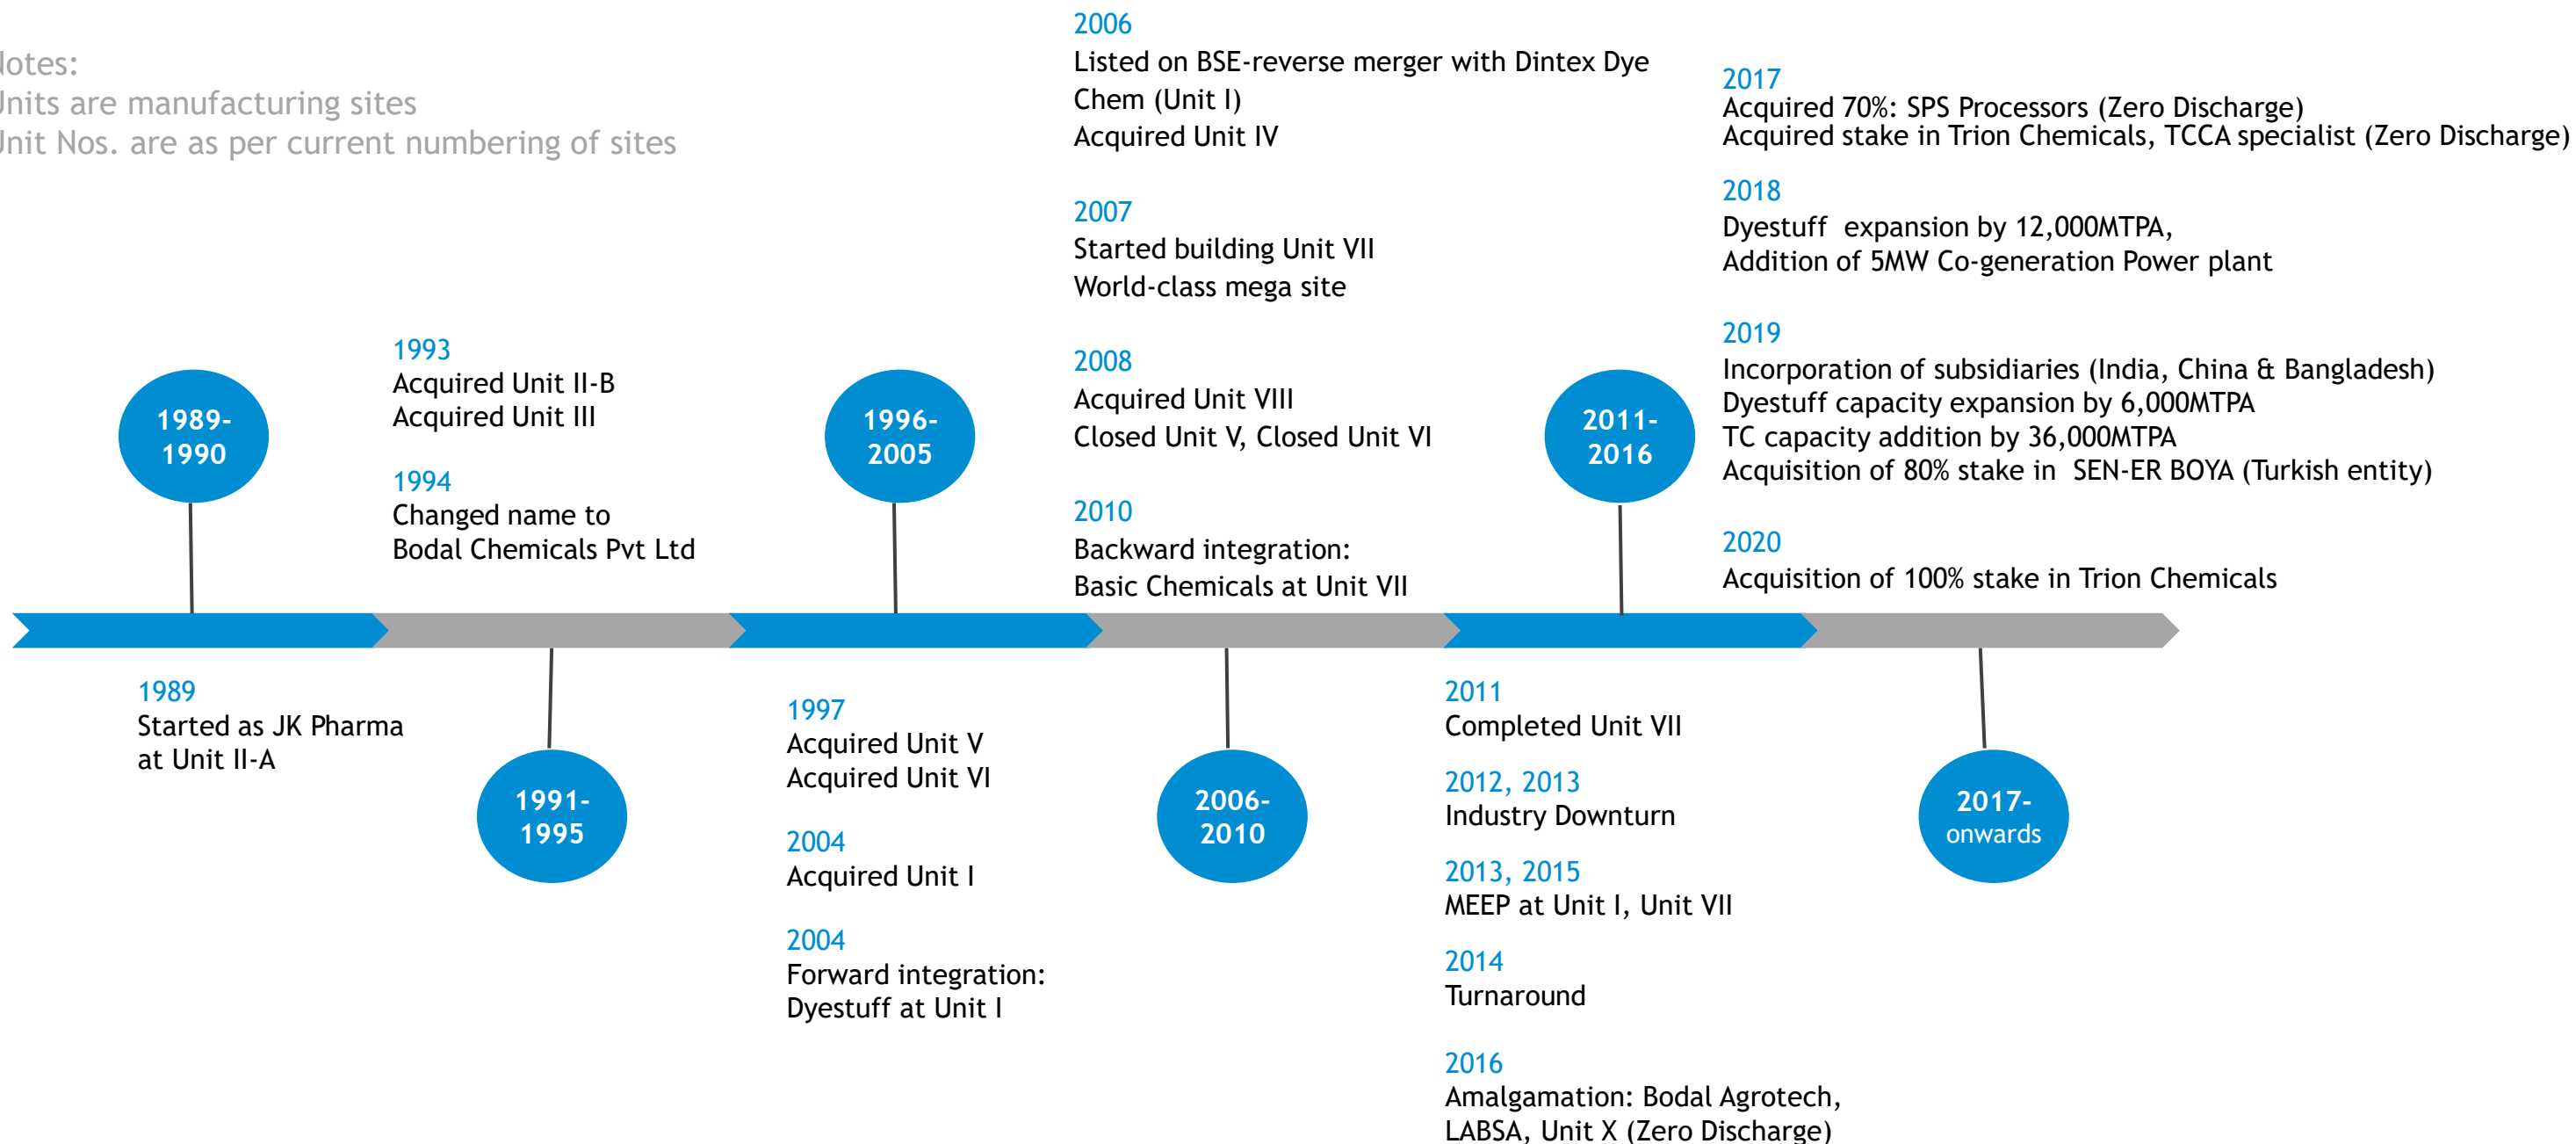 Notes:
Units are manufacturing sites
Unit Nos. are as per current numbering of sites
1989-
1990
1989
Started as JK Pharma
at Unit II-A
1993
Acquired Unit II-B
Acquired Unit III
1994
Changed name to
Bodal Chemicals Pvt Ltd
1991-
1995
1996-
2005
1997
Acquired Unit V
Acquired Unit VI
2004
Acquired Unit I
2004
Forward integration:
Dyestuff at Unit I
2006
Listed on BSE-reverse merger with Dintex Dye
Chem (Unit I)
Acquired Unit IV
2007
Started building Unit VII
World-class mega site
2008
Acquired Unit VIII
Closed Unit V, Closed Unit VI
2010
Backward integration:
Basic Chemicals at Unit VII
2006-
2010
2011-
2016
2011
Completed Unit VII
2012, 2013
Industry Downturn
2013, 2015
MEEP at Unit I, Unit VII
2014
Turnaround
2016
Amalgamation: Bodal Agrotech,
LABSA, Unit X (Zero Discharge)
2017
Acquired 70%: SPS Processors (Zero Discharge)
Acquired stake in Trion Chemicals, TCCA specialist (Zero Discharge)
2018
Dyestuff expansion by 12,000MTPA,
Addition of 5MW Co-generation Power plant
2019
Incorporation of subsidiaries (India, China & Bangladesh)
Dyestuff capacity expansion by 6,000MTPA
TC capacity addition by 36,000MTPA
Acquisition of 80% stake in SEN-ER BOYA (Turkish entity)
2020
Acquisition of 100% stake in Trion Chemicals
2017-
onwards